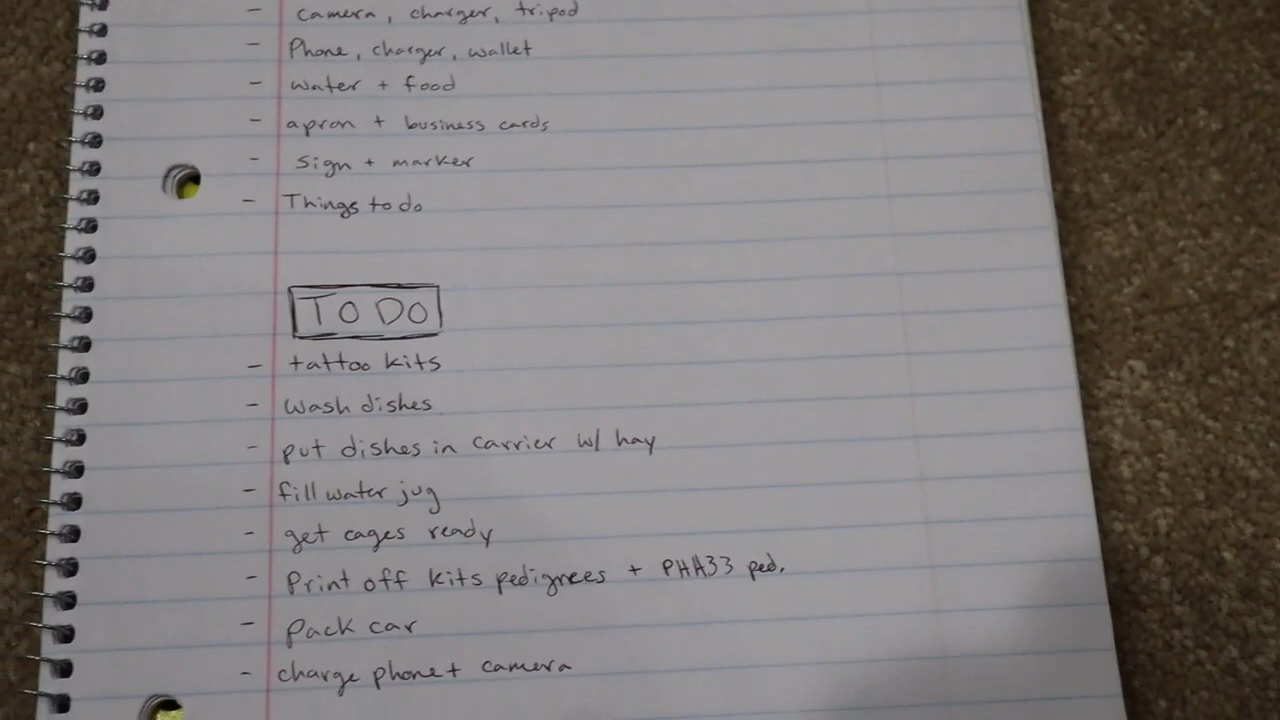 - camera, charger, tripod
- Phone, charger, wallet
- water + food
- apron + business cards
- Sign + marker
- Things to do
TO DO
- tattoo kits
- Wash dishes
- put dishes in carrier w/ hay
- fill water jug
- get cages ready
- Print off kits pedigrees + PHA33 ped.
- Pack car
- charge phone + camera